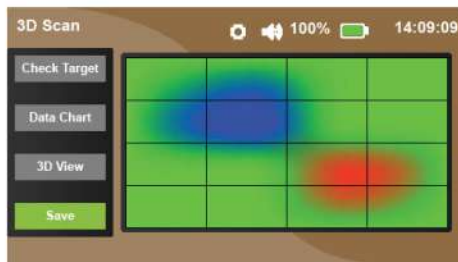 3D Scan
100%
14:09:09
Check Target
Data Chart
3D View
Save